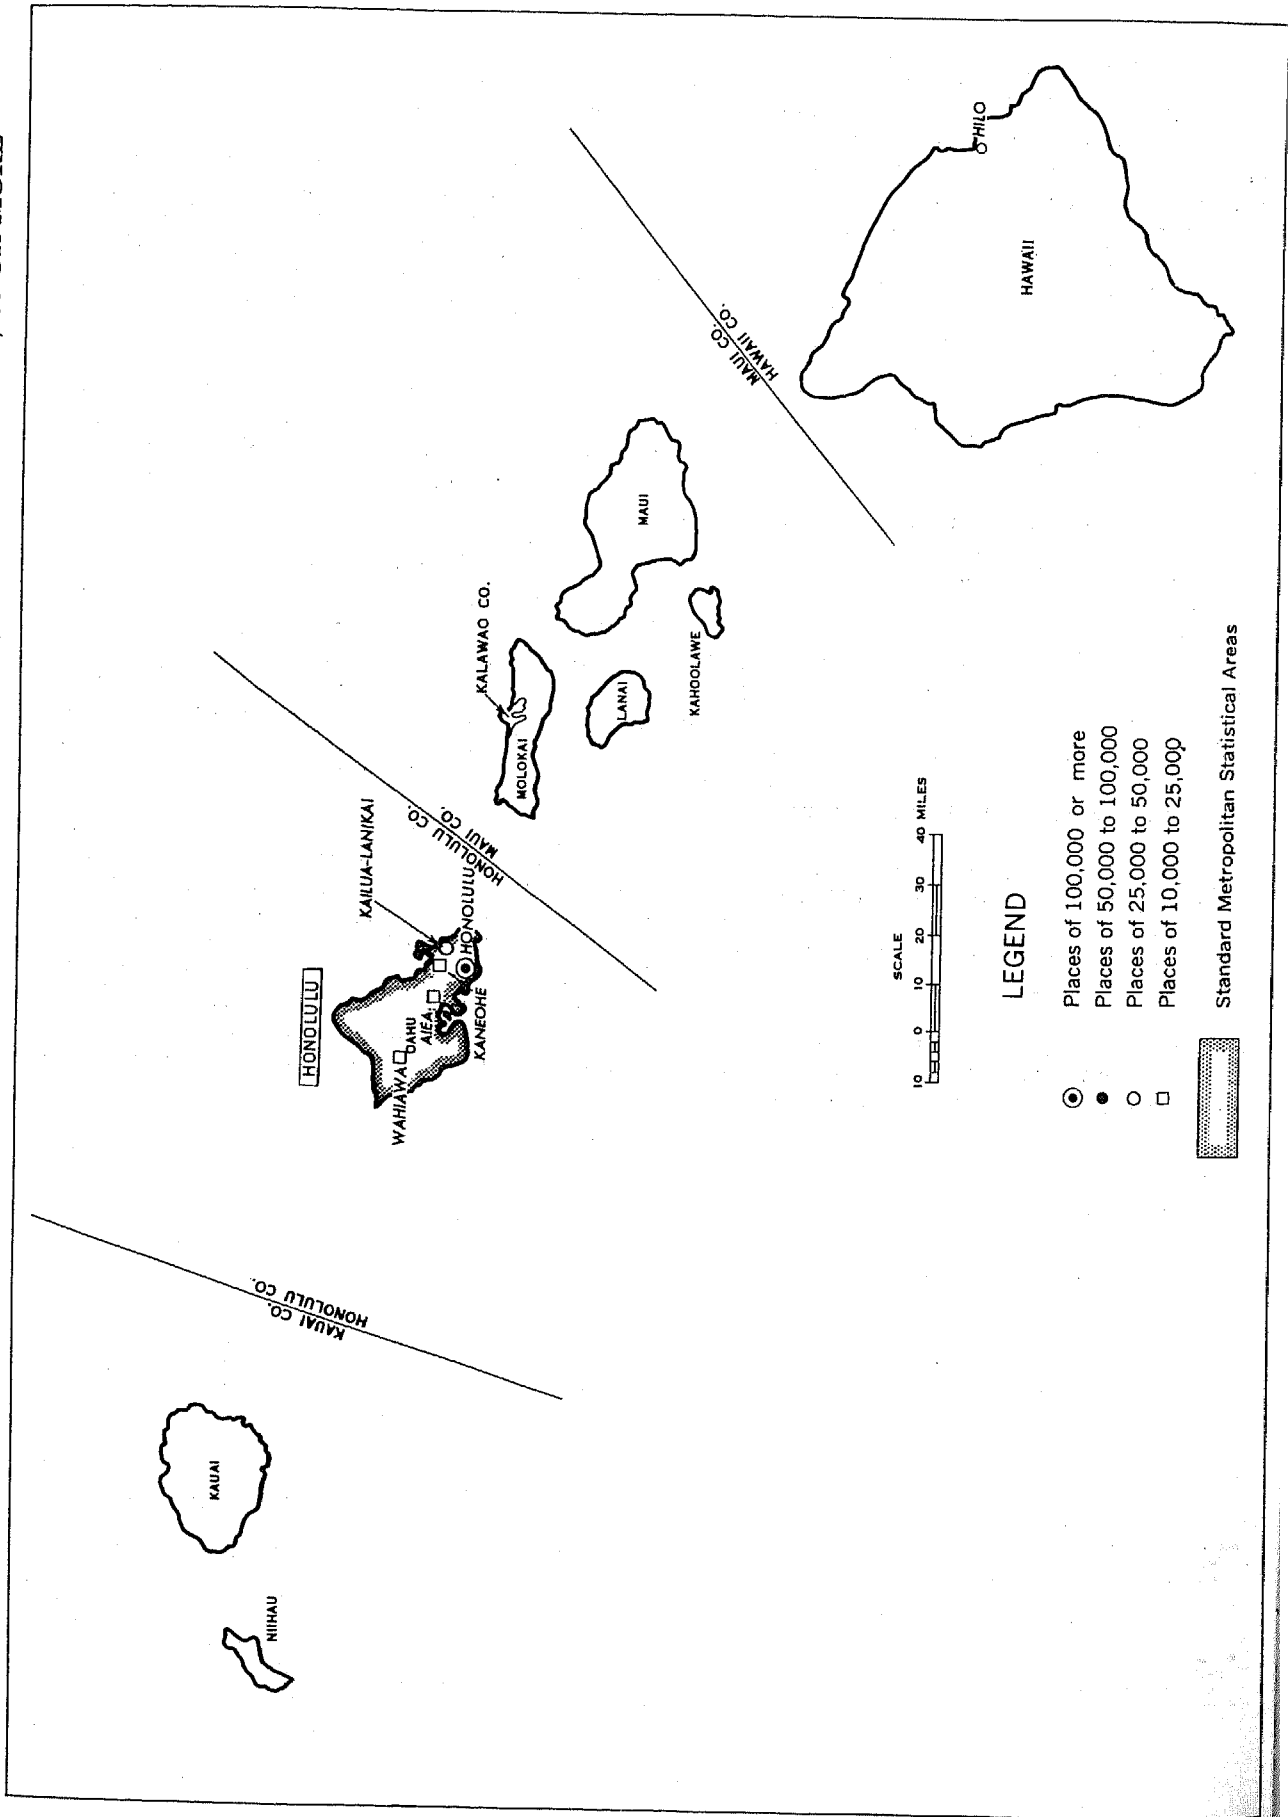 HONOLULU
KAILUA-LANIKAI
WAHIAWA
OAHU
AIEA
KANEOHE
HONOLULU
KAUAI
NIIHAU
KAUAI CO.
HONOLULU CO.
HONOLULU CO.
MAUI CO.
KALAWAO CO.
MOLOKAI
LANAI
MAUI
KAHOOLAWE
MAUI CO.
HAWAII CO.
HILO
HAWAII
SCALE
10 0 10 20 30 40 MILES
LEGEND
Places of 100,000 or more
Places of 50,000 to 100,000
Places of 25,000 to 50,000
Places of 10,000 to 25,000
Standard Metropolitan Statistical Areas